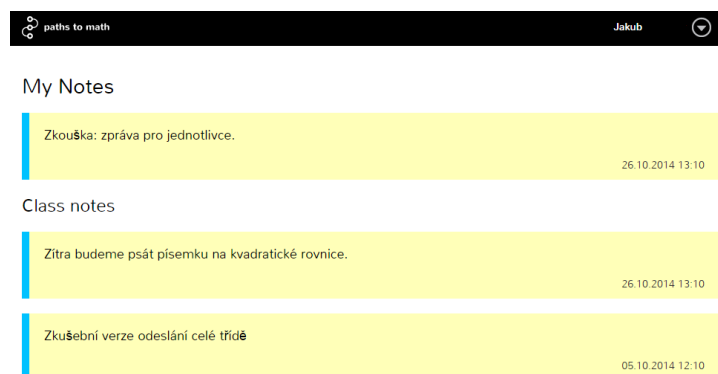 paths to math
Jakub
My Notes
Zkouška: zpráva pro jednotlivce.
26.10.2014 13:10
Class notes
Zítra budeme psát písemku na kvadratické rovnice.
26.10.2014 13:10
Zkušební verze odeslání celé třídě
05.10.2014 12:10